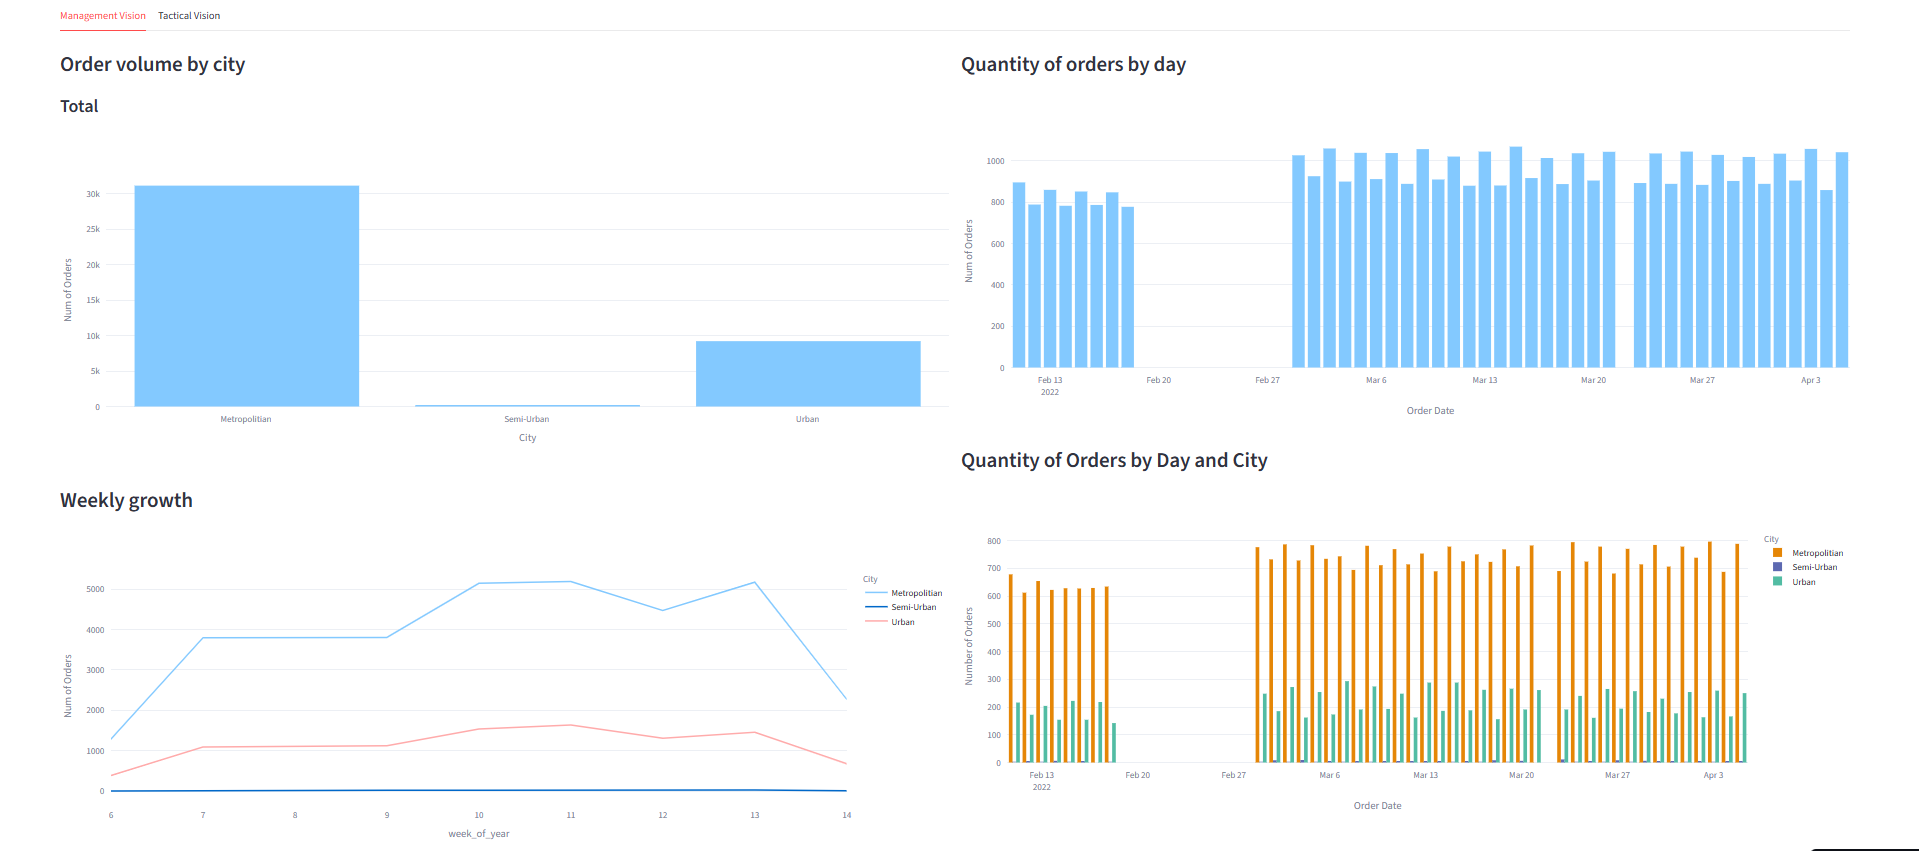 Management Vision Tactical Vision
Order volume by city
Total
30k
25k
20k
15k
10k
5k
0
Num of Orders
Metropolitian Semi-Urban Urban
City
Weekly growth
5000
4000
3000
2000
1000
0
Num of Orders
6 7 8 9 10 11 12 13 14
week_of_year
City
Metropolitian
Semi-Urban
Urban
Quantity of orders by day
1000
800
600
400
200
0
Num of Orders
Feb 13 Feb 20 Feb 27 Mar 6 Mar 13 Mar 20 Mar 27 Apr 3
2022
Order Date
Quantity of Orders by Day and City
800
700
600
500
400
300
200
100
0
Number of Orders
Feb 13 Feb 20 Feb 27 Mar 6 Mar 13 Mar 20 Mar 27 Apr 3
2022
Order Date
City
Metropolitian
Semi-Urban
Urban